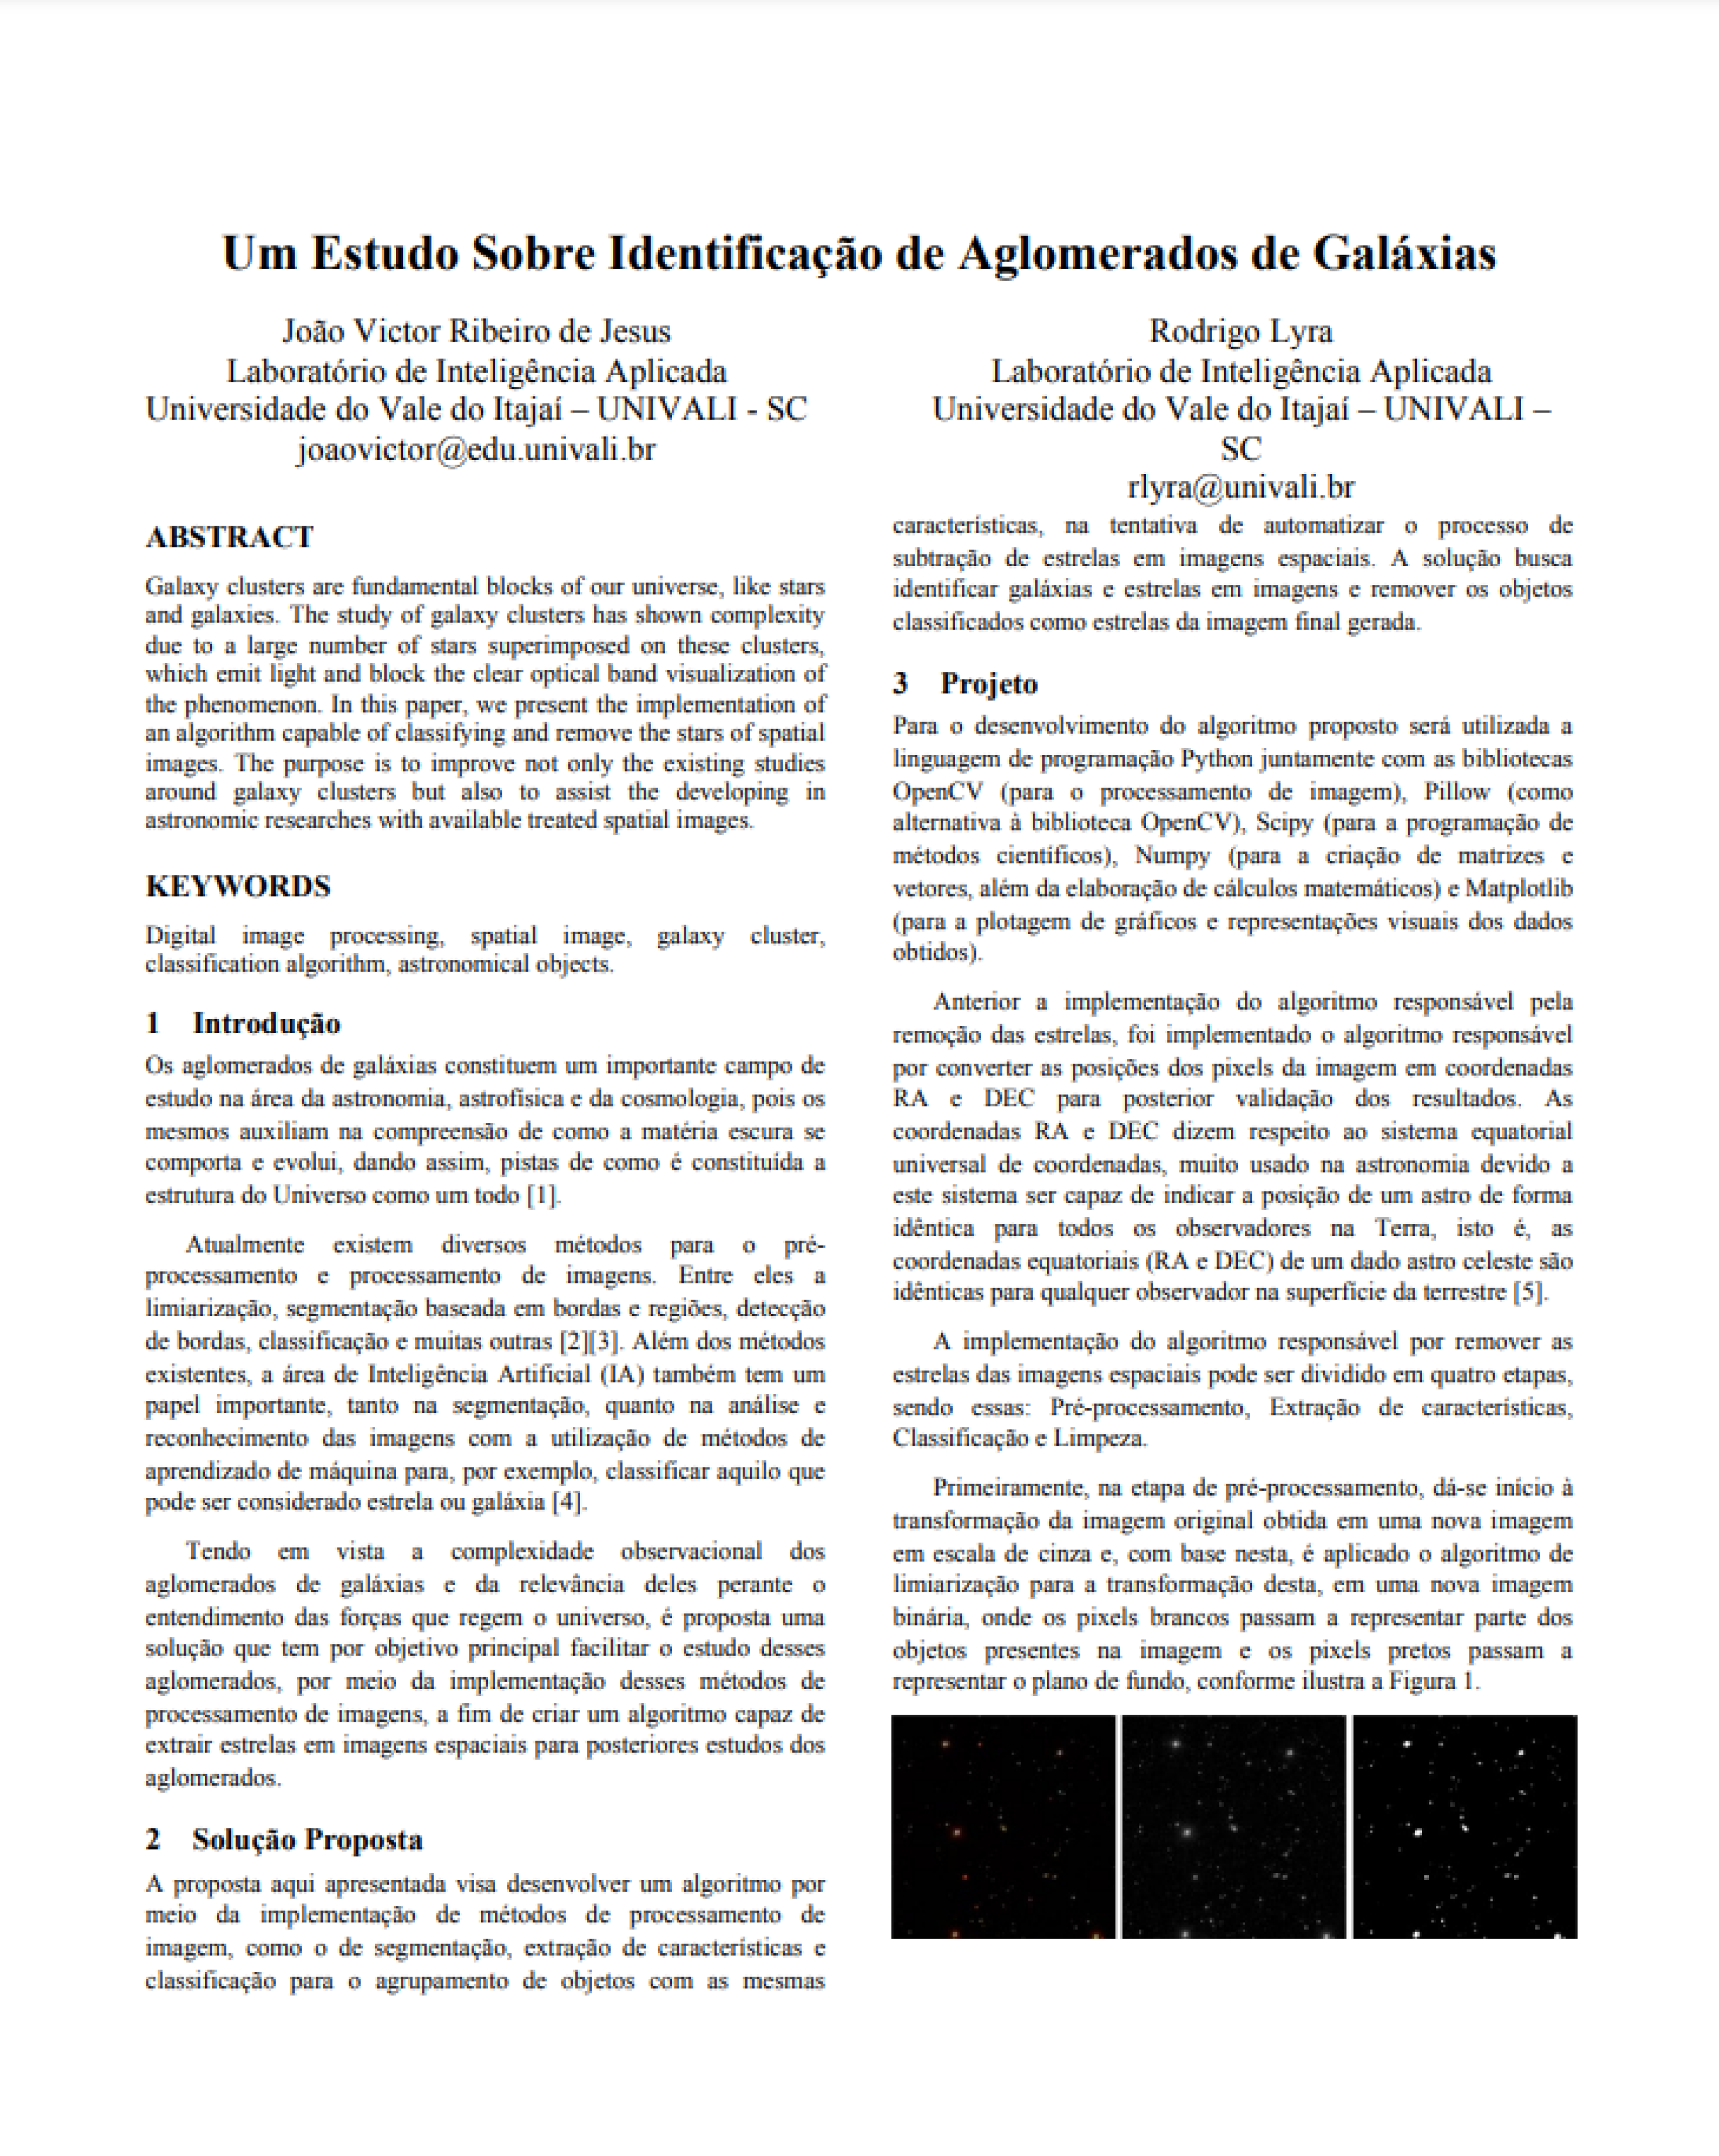 Um Estudo Sobre Identificação de Aglomerados de Galáxias
João Victor Ribeiro de Jesus
Laboratório de Inteligência Aplicada
Universidade do Vale do Itajaí – UNIVALI - SC
joaovictor@edu.univali.br
Rodrigo Lyra
Laboratório de Inteligência Aplicada
Universidade do Vale do Itajaí – UNIVALI –
SC
rlyra@univali.br
ABSTRACT
Galaxy clusters are fundamental blocks of our universe, like stars
and galaxies. The study of galaxy clusters has shown complexity
due to a large number of stars superimposed on these clusters,
which emit light and block the clear optical band visualization of
the phenomenon. In this paper, we present the implementation of
an algorithm capable of classifying and remove the stars of spatial
images. The purpose is to improve not only the existing studies
around galaxy clusters but also to assist the developing in
astronomic researches with available treated spatial images.
KEYWORDS
Digital image processing, spatial image, galaxy cluster,
classification algorithm, astronomical objects.
1 Introdução
Os aglomerados de galáxias constituem um importante campo de
estudo na área da astronomia, astrofísica e da cosmologia, pois os
mesmos auxiliam na compreensão de como a matéria escura se
comporta e evolui, dando assim, pistas de como é constituída a
estrutura do Universo como um todo [1].
Atualmente existem diversos métodos para o pré-
processamento e processamento de imagens. Entre eles a
limiarização, segmentação baseada em bordas e regiões, detecção
de bordas, classificação e muitas outras [2][3]. Além dos métodos
existentes, a área de Inteligência Artificial (IA) também tem um
papel importante, tanto na segmentação, quanto na análise e
reconhecimento das imagens com a utilização de métodos de
aprendizado de máquina para, por exemplo, classificar aquilo que
pode ser considerado estrela ou galáxia [4].
Tendo em vista a complexidade observacional dos
aglomerados de galáxias e da relevância deles perante o
entendimento das forças que regem o universo, é proposta uma
solução que tem por objetivo principal facilitar o estudo desses
aglomerados, por meio da implementação desses métodos de
processamento de imagens, a fim de criar um algoritmo capaz de
extrair estrelas em imagens espaciais para posteriores estudos dos
aglomerados.
2 Solução Proposta
A proposta aqui apresentada visa desenvolver um algoritmo por
meio da implementação de métodos de processamento de
imagem, como o de segmentação, extração de características e
classificação para o agrupamento de objetos com as mesmas
características, na tentativa de automatizar o processo de
subtração de estrelas em imagens espaciais. A solução busca
identificar galáxias e estrelas em imagens e remover os objetos
classificados como estrelas da imagem final gerada.
3 Projeto
Para o desenvolvimento do algoritmo proposto será utilizada a
linguagem de programação Python juntamente com as bibliotecas
OpenCV (para o processamento de imagem), Pillow (como
alternativa à biblioteca OpenCV), Scipy (para a programação de
métodos científicos), Numpy (para a criação de matrizes e
vetores, além da elaboração de cálculos matemáticos) e Matplotlib
(para a plotagem de gráficos e representações visuais dos dados
obtidos).
Anterior a implementação do algoritmo responsável pela
remoção das estrelas, foi implementado o algoritmo responsável
por converter as posições dos pixels da imagem em coordenadas
RA e DEC para posterior validação dos resultados. As
coordenadas RA e DEC dizem respeito ao sistema equatorial
universal de coordenadas, muito usado na astronomia devido a
este sistema ser capaz de indicar a posição de um astro de forma
idêntica para todos os observadores na Terra, isto é, as
coordenadas equatoriais (RA e DEC) de um dado astro celeste são
idênticas para qualquer observador na superfície da terrestre [5].
A implementação do algoritmo responsável por remover as
estrelas das imagens espaciais pode ser dividido em quatro etapas,
sendo essas: Pré-processamento, Extração de características,
Classificação e Limpeza.
Primeiramente, na etapa de pré-processamento, dá-se início à
transformação da imagem original obtida em uma nova imagem
em escala de cinza e, com base nesta, é aplicado o algoritmo de
limiarização para a transformação desta, em uma nova imagem
binária, onde os pixels brancos passam a representar parte dos
objetos presentes na imagem e os pixels pretos passam a
representar o plano de fundo, conforme ilustra a Figura 1.